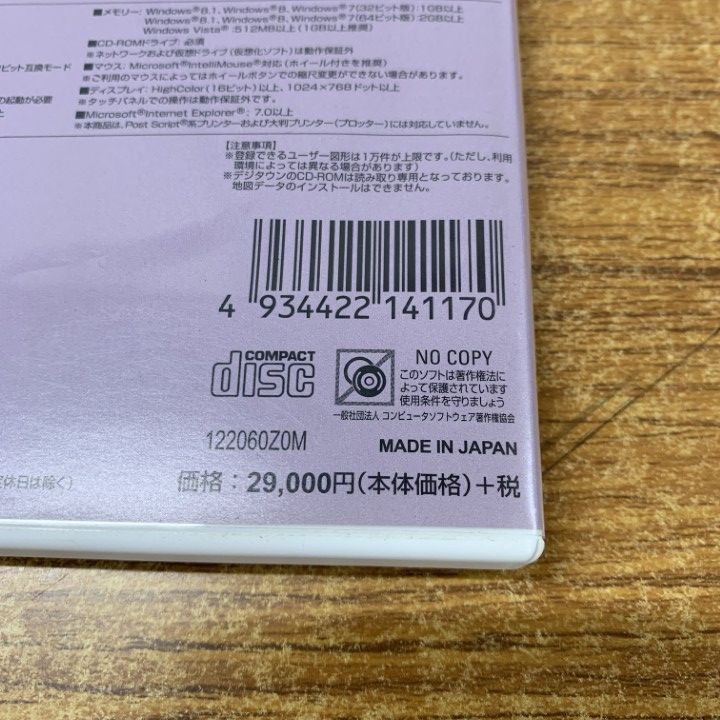 ■メモリー: Windows®8.1、Windows®8、Windows®7(32ビット版):1GB以上
Windows®8.1、Windows®8、Windows®7(64ビット版):2GB以上
Windows Vista®:512MB以上(1GB以上推奨)
■CD-ROMドライブ: 必須
※ネットワークおよび仮想ドライブ(仮想化ソフト)は動作保証外
ビット互換モード
■マウス: Microsoft®IntelliMouse®対応(ホイール付きを推奨)
※ご利用のマウスによってはホイールボタンでの縮尺変更ができない場合があります。
の起動が必要
■ディスプレイ: HighColor(16ビット)以上、1024×768ドット以上
※タッチパネルでの操作は動作保証外です。
■Microsoft®Internet Explorer®: 7.0以上
※本商品は、Post Script®系プリンターおよび大判プリンター(プロッター)には対応していません。
【注意事項】
※登録できるユーザー図形は1万件が上限です。(ただし、利用
環境によっては異なる場合があります)
※デジタウンのCD-ROMは読み取り専用となっております。
地図データのインストールはできません。
4 934422 141170
COMPACT
disc
NO COPY
このソフトは著作権法に
よって保護されています
使用条件を守りましょう
一般社団法人 コンピュータソフトウェア著作権協会
122060Z0M
MADE IN JAPAN
休日は除く)
価格:29,000円(本体価格)+税